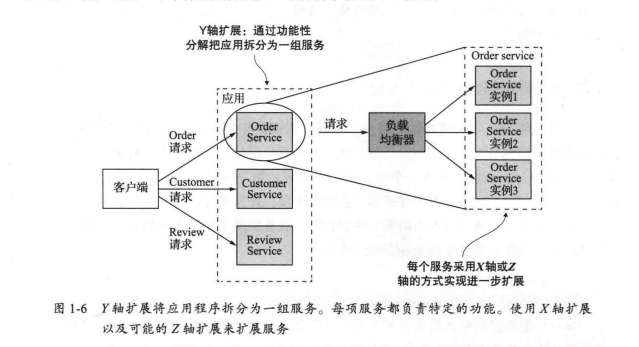 Y轴扩展：通过功能性
分解把应用拆分为一组服务
Order service
应用
Order
Service
实例1
Order
请求
Order
Service
请求
负载
均衡器
Order
Service
实例2
客户端
Customer
请求
Customer
Service
Order
Service
实例3
Review
请求
Review
Service
每个服务采用X轴或Z
轴的方式实现进一步扩展
图 1-6 Y 轴扩展将应用程序拆分为一组服务。每项服务都负责特定的功能。使用 X 轴扩展
以及可能的 Z 轴扩展来扩展服务